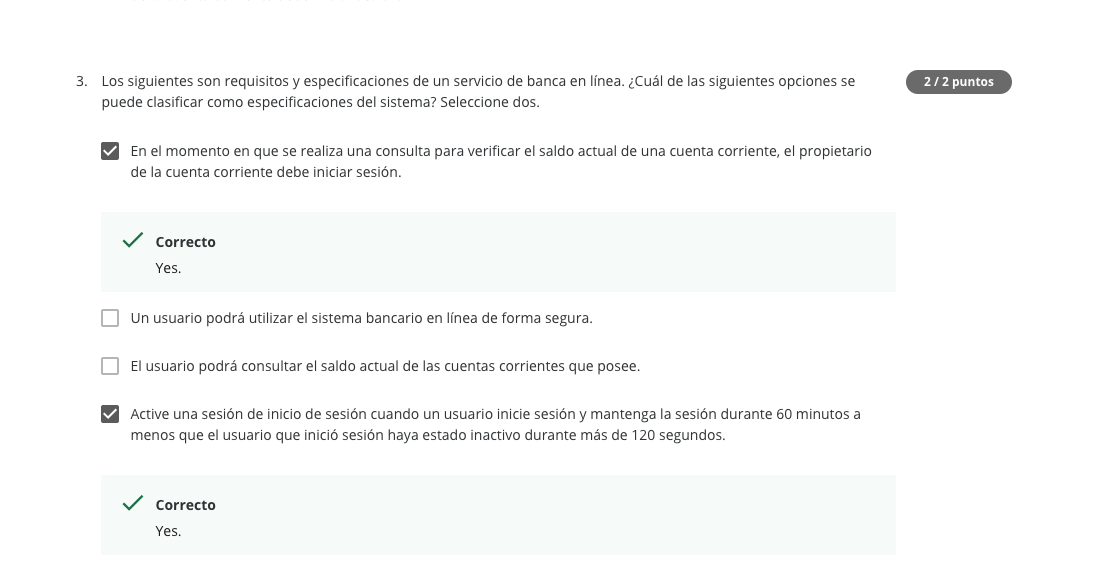 3. Los siguientes son requisitos y especificaciones de un servicio de banca en línea. ¿Cuál de las siguientes opciones se
puede clasificar como especificaciones del sistema? Seleccione dos.
2 / 2 puntos
En el momento en que se realiza una consulta para verificar el saldo actual de una cuenta corriente, el propietario
de la cuenta corriente debe iniciar sesión.
Correcto
Yes.
Un usuario podrá utilizar el sistema bancario en línea de forma segura.
El usuario podrá consultar el saldo actual de las cuentas corrientes que posee.
Active una sesión de inicio de sesión cuando un usuario inicie sesión y mantenga la sesión durante 60 minutos a
menos que el usuario que inició sesión haya estado inactivo durante más de 120 segundos.
Correcto
Yes.